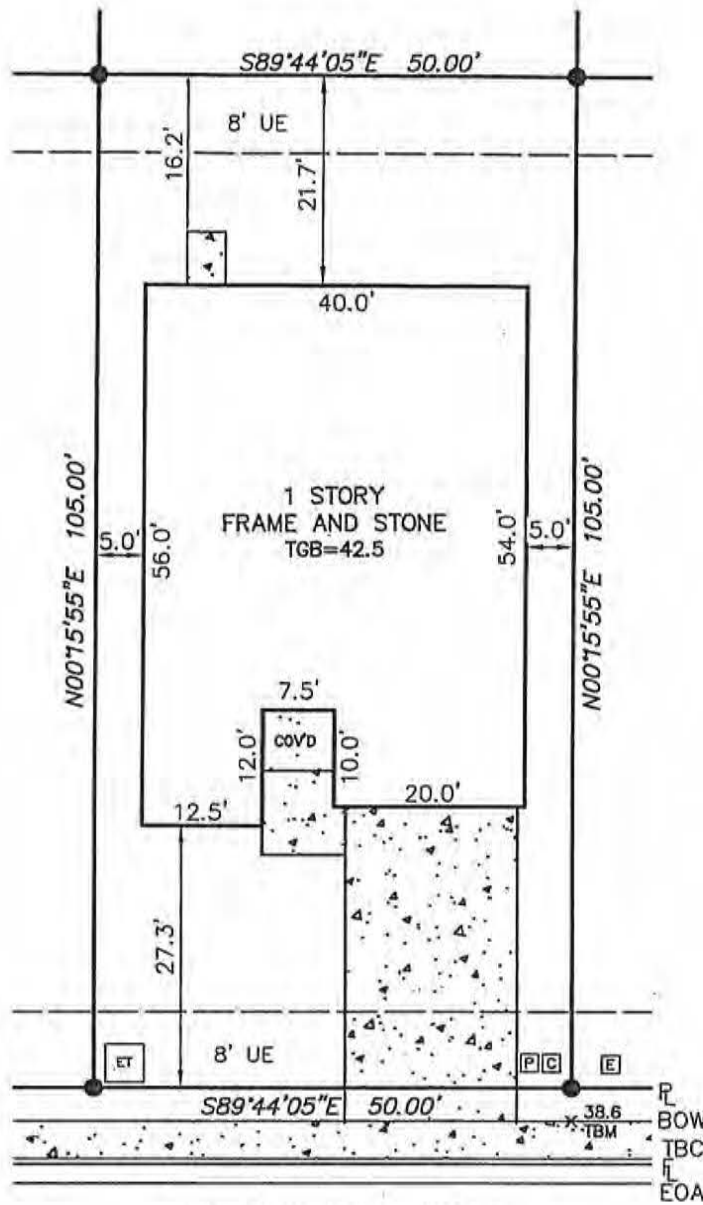 S89°44'05"E 50.00'
8' UE
16.2'
21.7'
40.0'
N00°15'55"E 105.00'
5.0'
56.0'
1 STORY
FRAME AND STONE
TGB=42.5
54.0'
5.0'
N00°15'55"E 105.00'
7.5'
12.0'
COV'D
10.0'
12.5'
20.0'
27.3'
ET
8' UE
P C E
S89°44'05"E 50.00'
PL
38.6
BOW
TBM
TBC
FL
EOA